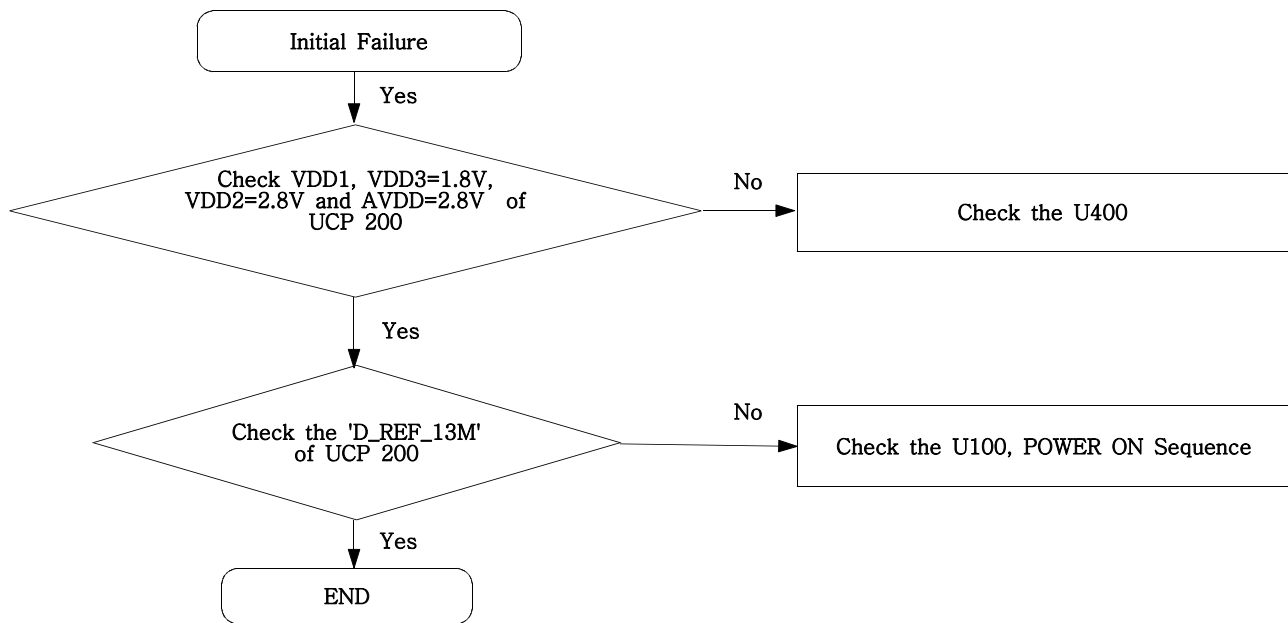 Initial Failure
Yes
Check VDD1, VDD3=1.8V,
VDD2=2.8V and AVDD=2.8V of
UCP 200
No
Check the U400
Yes
Check the 'D_REF_13M'
of UCP 200
No
Check the U100, POWER ON Sequence
Yes
END